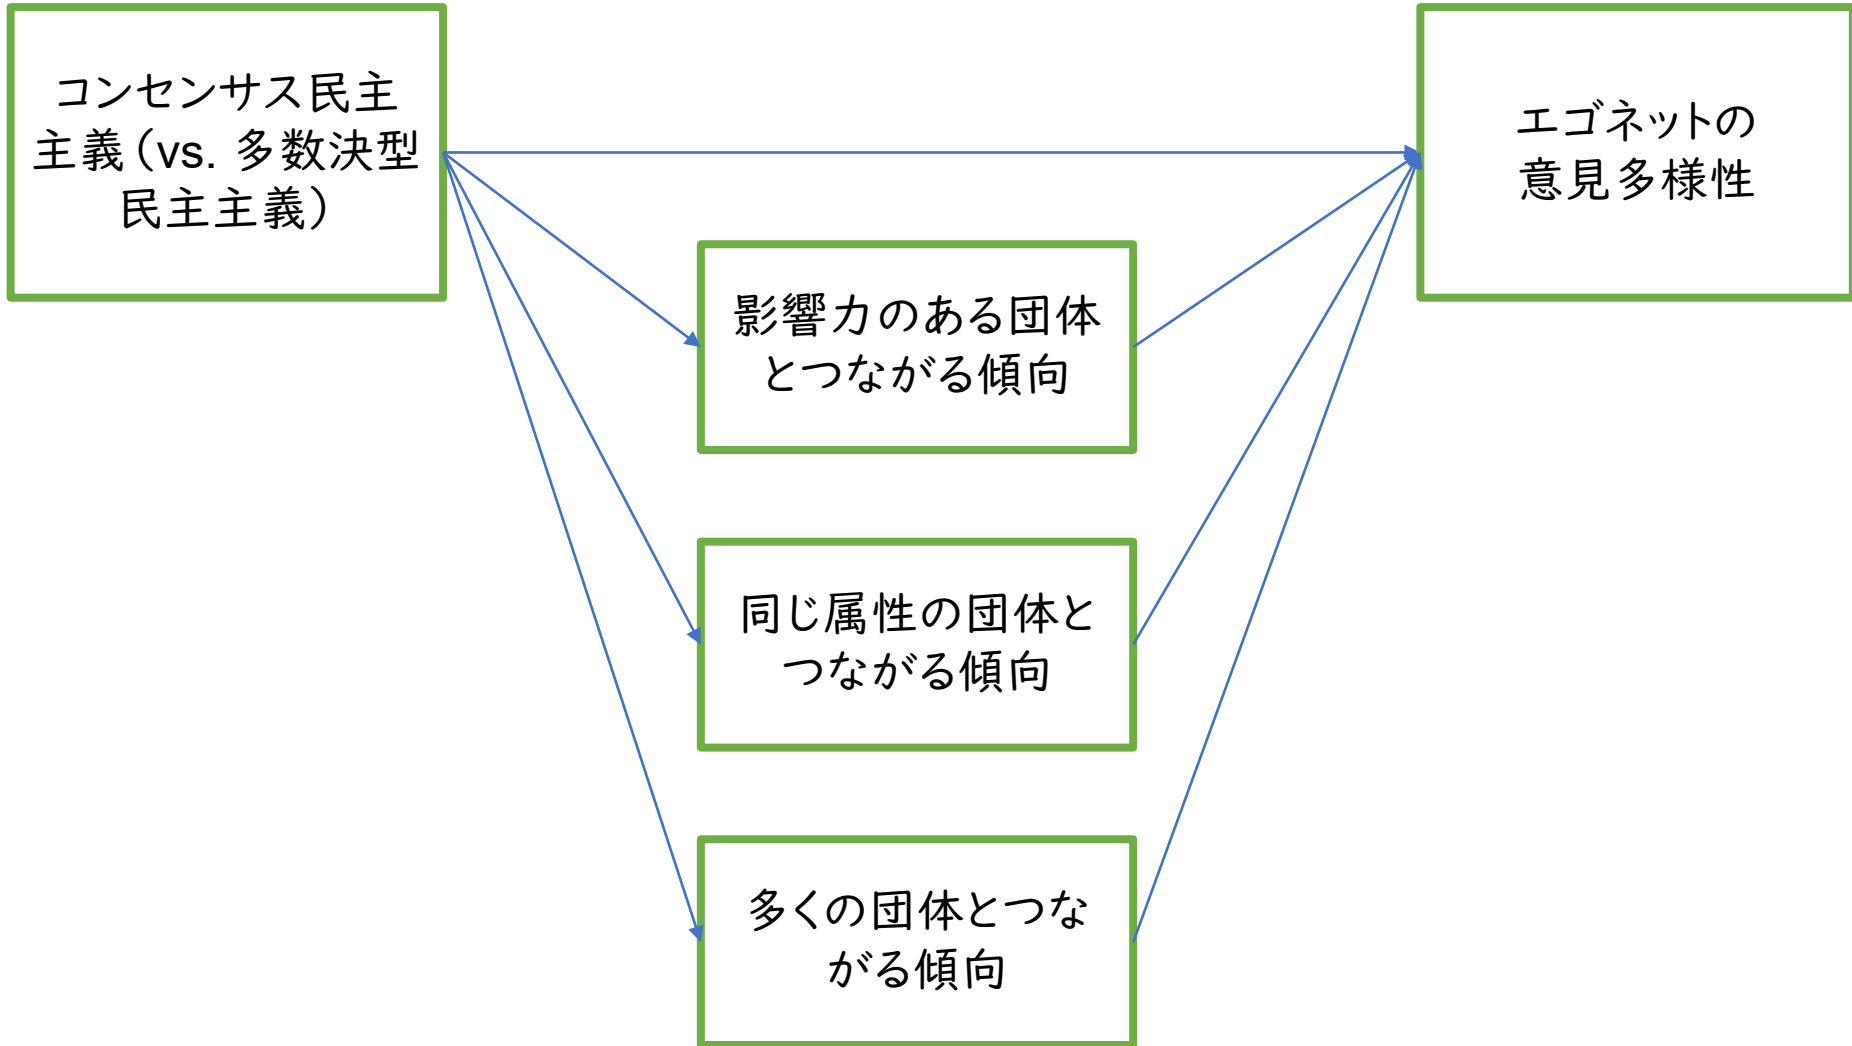 コンセンサス民主
主義（vs. 多数決型
民主主義）
エゴネットの
意見多様性
影響力のある団体
とつながる傾向
同じ属性の団体と
つながる傾向
多くの団体とつな
がる傾向